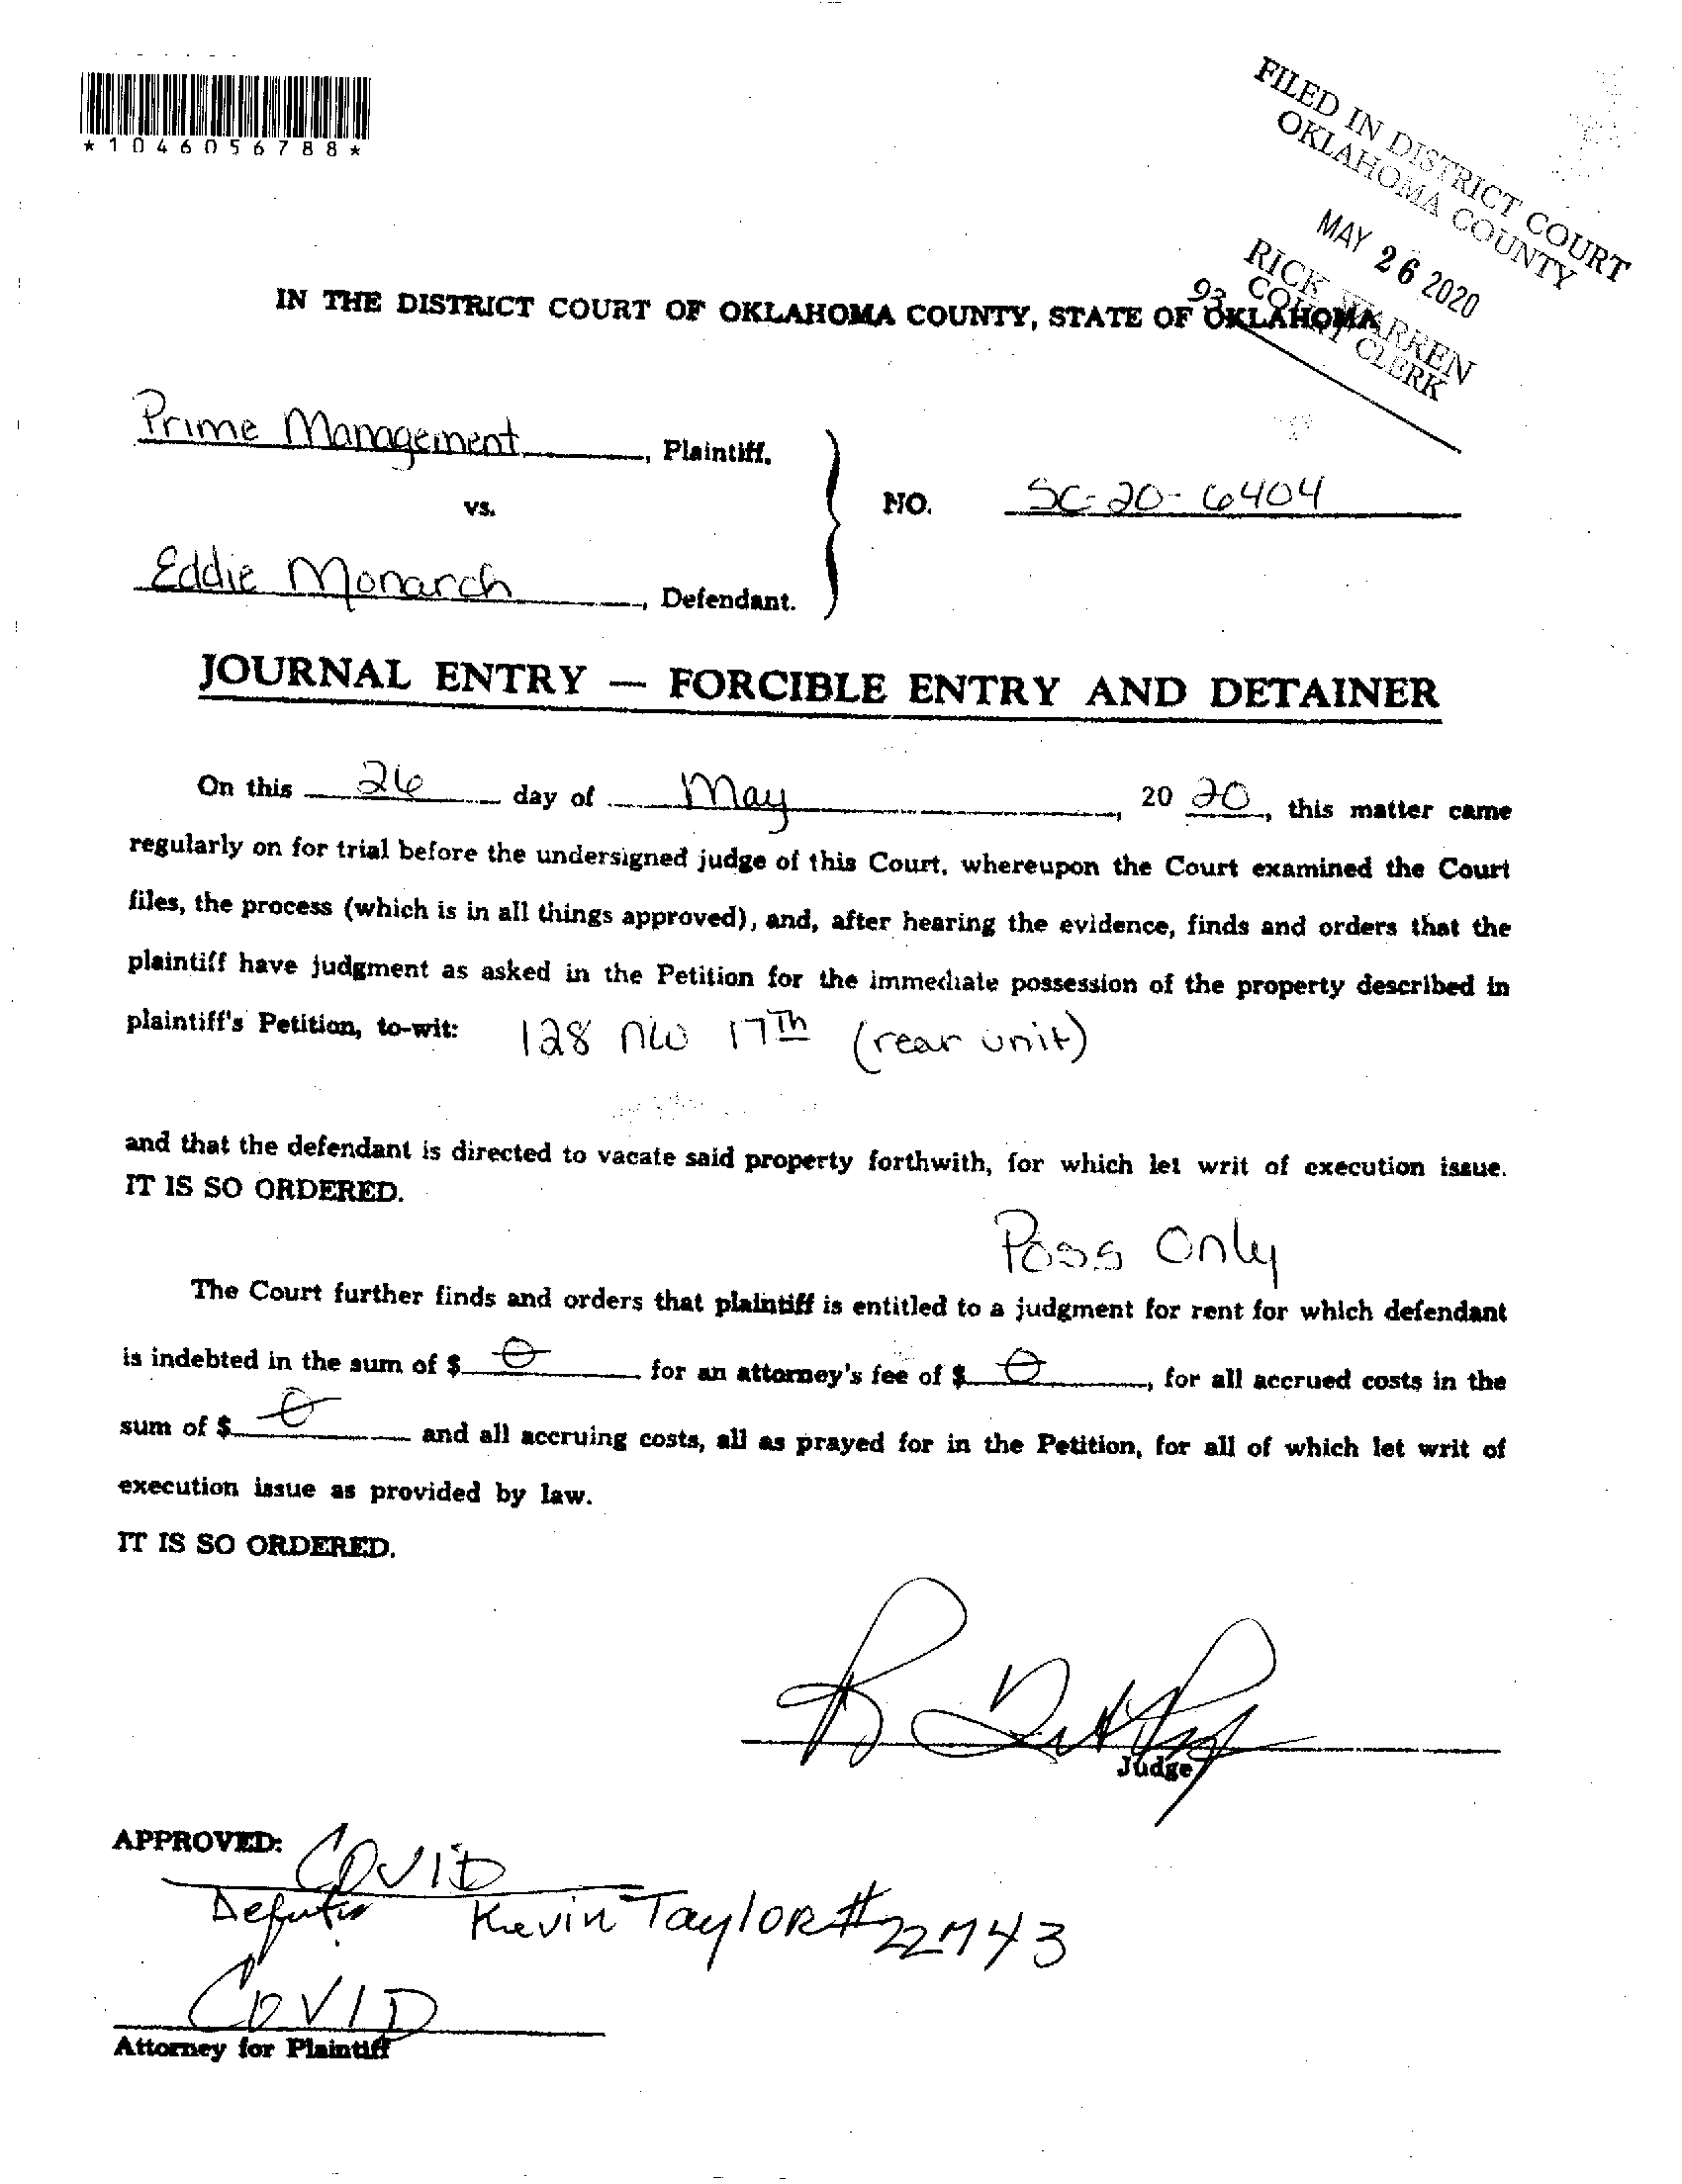 *1046056788*
FILED IN DISTRICT COURT
OKLAHOMA COUNTY
MAY 26 2020
RICK WARREN
COURT CLERK
93
IN THE DISTRICT COURT OF OKLAHOMA COUNTY, STATE OF OKLAHOMA
Prime Management, Plaintiff,
vs.
NO. SC-20-6404
Eddie Monarch, Defendant.
JOURNAL ENTRY — FORCIBLE ENTRY AND DETAINER
On this 26 day of May, 20 20, this matter came
regularly on for trial before the undersigned judge of this Court, whereupon the Court examined the Court
files, the process (which is in all things approved), and, after hearing the evidence, finds and orders that the
plaintiff have judgment as asked in the Petition for the immediate possession of the property described in
plaintiff's Petition, to-wit: 128 NW 17Th (rear unit)
and that the defendant is directed to vacate said property forthwith, for which let writ of execution issue.
IT IS SO ORDERED.
Poss Only
The Court further finds and orders that plaintiff is entitled to a judgment for rent for which defendant
is indebted in the sum of $ 0 for an attorney's fee of $ 0, for all accrued costs in the
sum of $ 0 and all accruing costs, all as prayed for in the Petition, for all of which let writ of
execution issue as provided by law.
IT IS SO ORDERED.
Judge
APPROVED: COVID
Kevin Taylor #22743
COVID
Attorney for Plaintiff